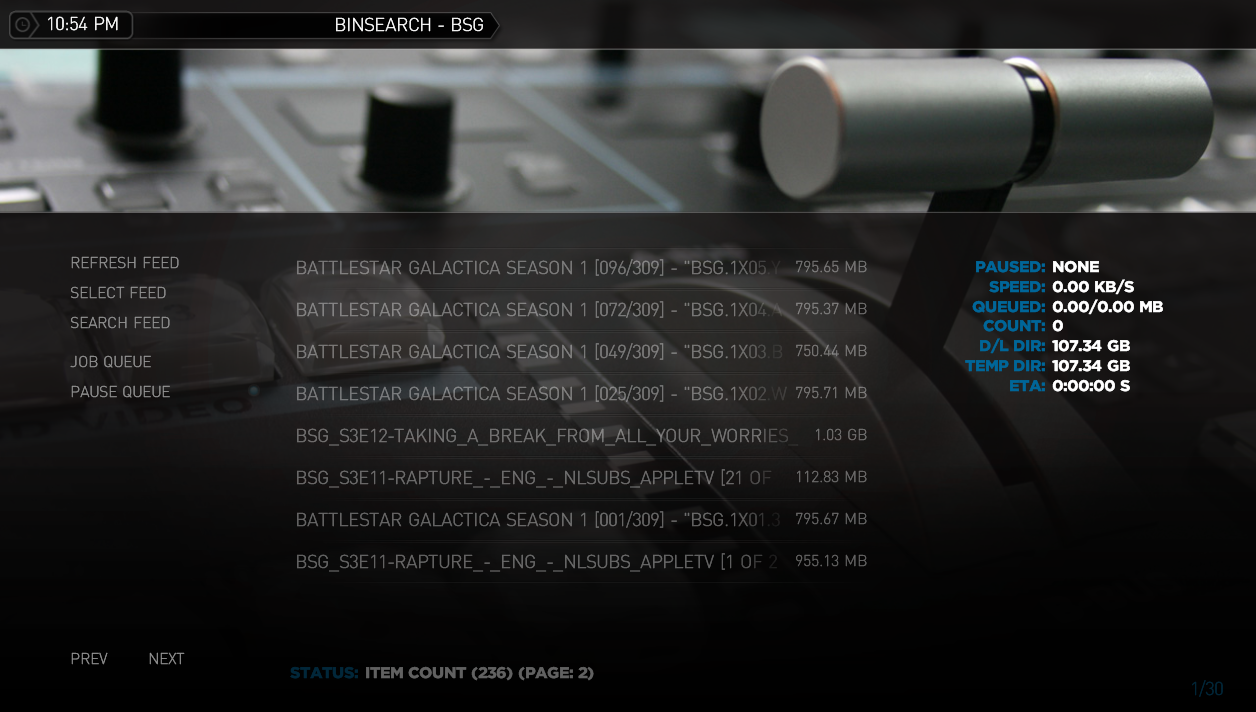 10:54 PM
BINSEARCH - BSG
REFRESH FEED
SELECT FEED
SEARCH FEED
JOB QUEUE
PAUSE QUEUE
BATTLESTAR GALACTICA SEASON 1 [096/309] - "BSG.1X05.Y 795.65 MB
BATTLESTAR GALACTICA SEASON 1 [072/309] - "BSG.1X04.A 795.37 MB
BATTLESTAR GALACTICA SEASON 1 [049/309] - "BSG.1X03.B 750.44 MB
BATTLESTAR GALACTICA SEASON 1 [025/309] - "BSG.1X02.W 795.71 MB
BSG_S3E12-TAKING_A_BREAK_FROM_ALL_YOUR_WORRIES_ 1.03 GB
BSG_S3E11-RAPTURE_-_ENG_-_NLSUBS_APPLETV [21 OF 112.83 MB
BATTLESTAR GALACTICA SEASON 1 [001/309] - "BSG.1X01.3 795.67 MB
BSG_S3E11-RAPTURE_-_ENG_-_NLSUBS_APPLETV [1 OF 2 955.13 MB
PAUSED: NONE
SPEED: 0.00 KB/S
QUEUED: 0.00/0.00 MB
COUNT: 0
D/L DIR: 107.34 GB
TEMP DIR: 107.34 GB
ETA: 0:00:00 S
VIDEO
PREV NEXT
STATUS: ITEM COUNT (236) (PAGE: 2)
1/30